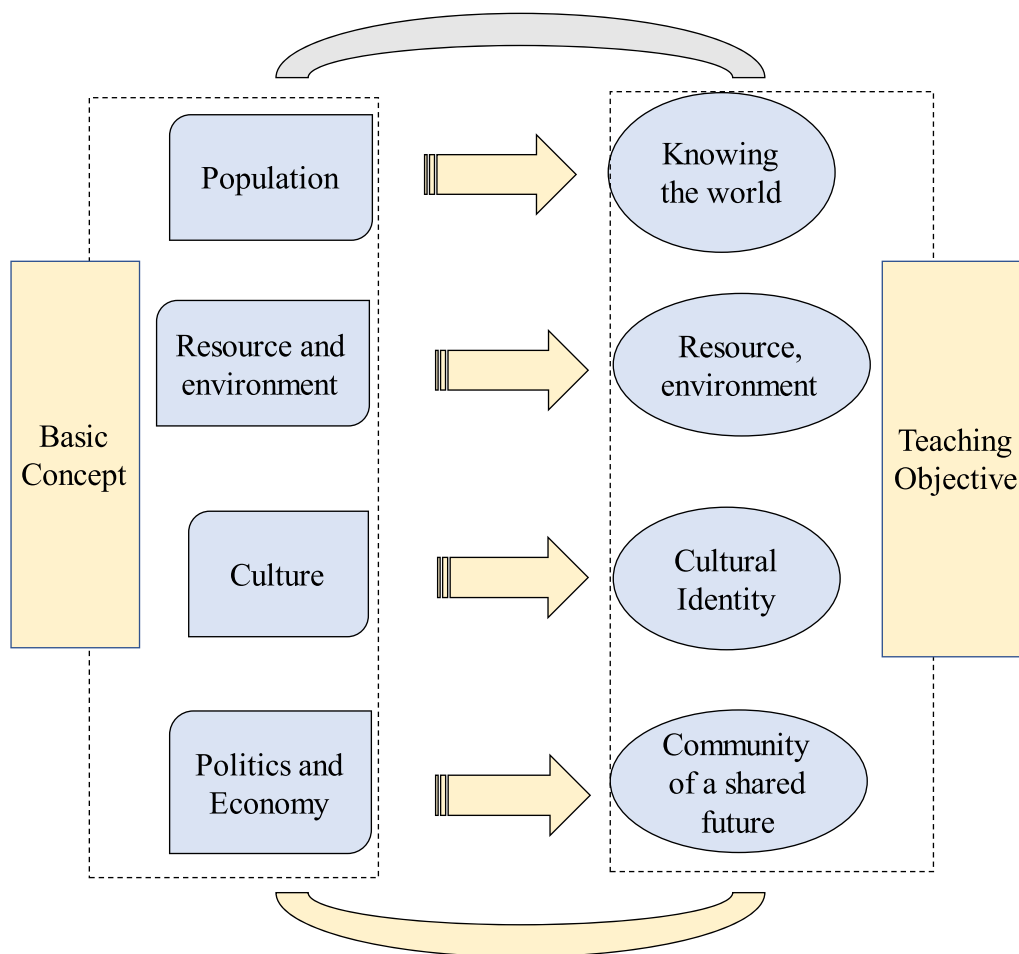 Population
Knowing
the world
Resource and
environment
Resource,
environment
Basic
Concept
Teaching
Objective
Culture
Cultural
Identity
Politics and
Economy
Community
of a shared
future